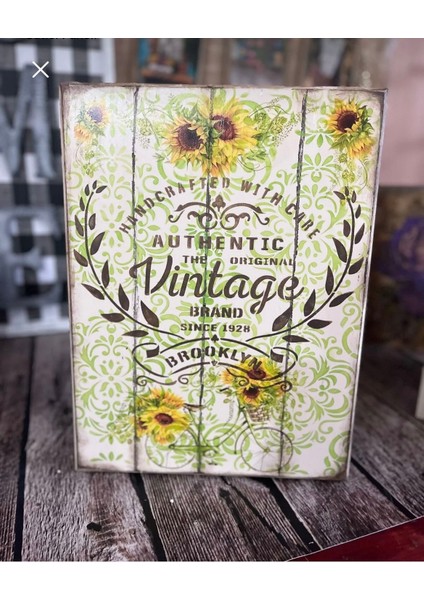 HANDCRAFTED WITH CARE
AUTHENTIC
THE ORIGINAL
Vintage
BRAND
SINCE 1928
BROOKLYN